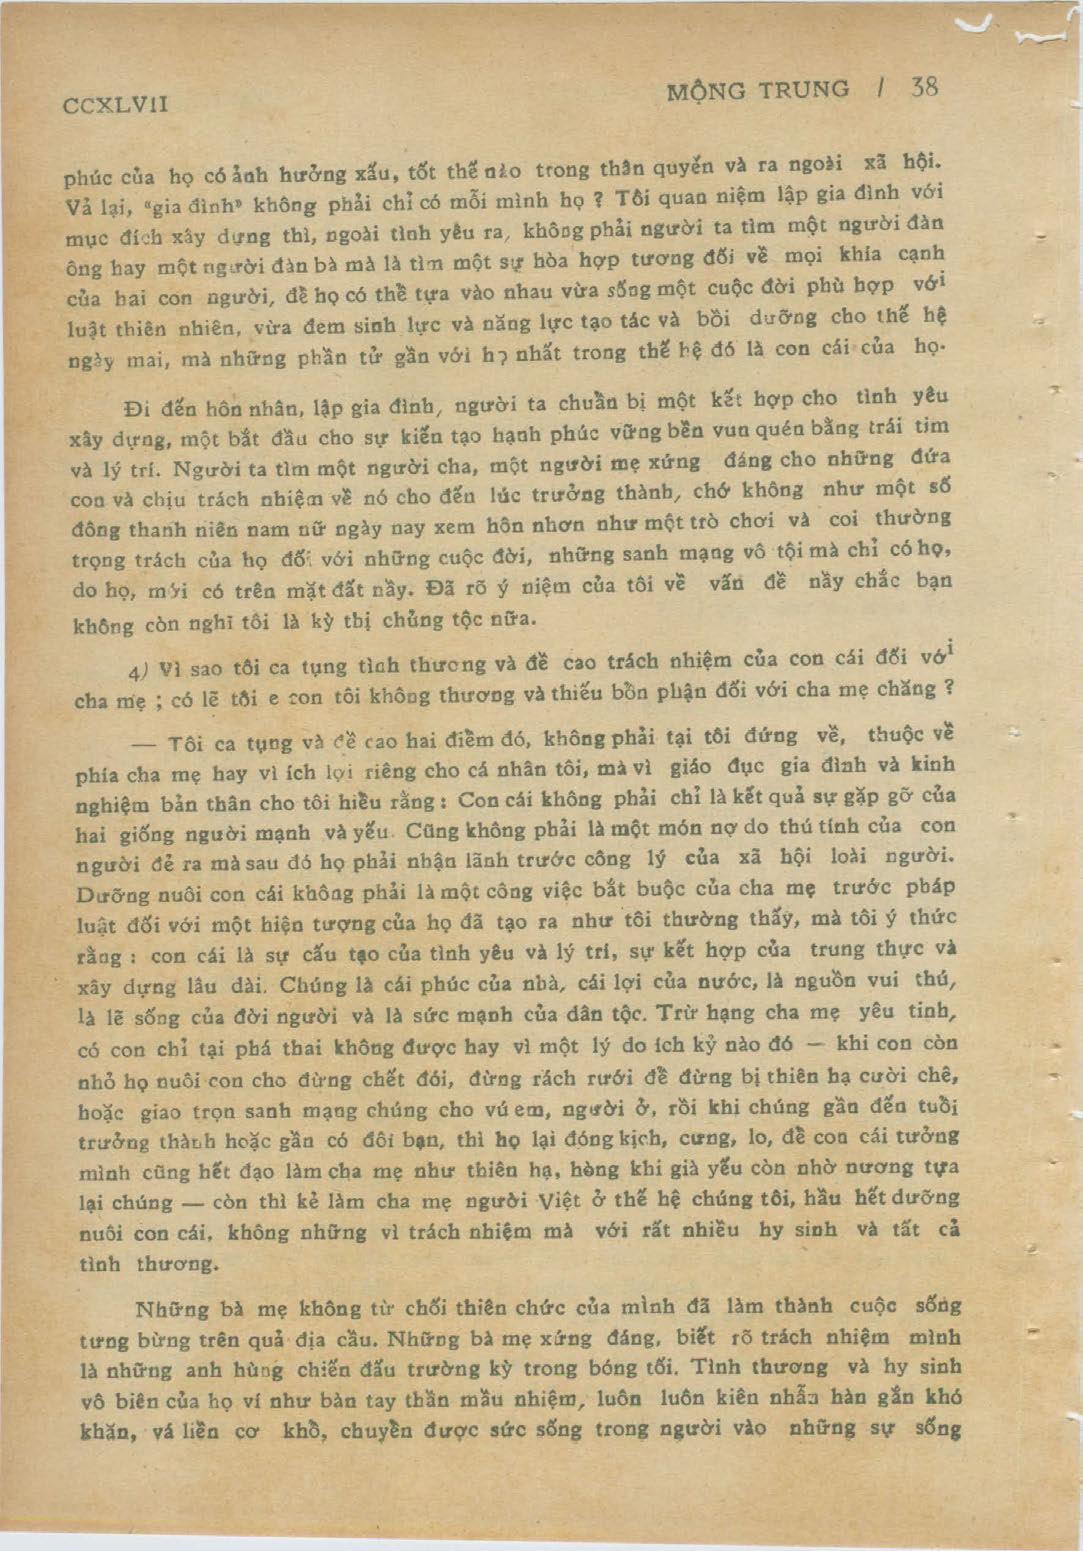 CCXLVII
MỘNG TRUNG / 38
phúc của họ có ảnh hưởng xấu, tốt thế nào trong thân quyến và ra ngoài xã hội.
Vả lại, “gia đình” không phải chỉ có mỗi mình họ ? Tôi quan niệm lập gia đình với
mục đích xây dựng thì, ngoài tình yêu ra, không phải người ta tìm một người đàn
ông hay một người đàn bà mà là tìm một sự hòa hợp tương đối về mọi khía cạnh
của hai con người, để họ có thể tựa vào nhau vừa sống một cuộc đời phù hợp với
luật thiên nhiên, vừa đem sinh lực và năng lực tạo tác và bồi dưỡng cho thế hệ
ngày mai, mà những phần tử gần với họ nhất trong thế hệ đó là con cái của họ.
Đi đến hôn nhân, lập gia đình, người ta chuẩn bị một kết hợp cho tình yêu
xây dựng, một bắt đầu cho sự kiến tạo hạnh phúc vững bền vun quén bằng trái tim
và lý trí. Người ta tìm một người cha, một người mẹ xứng đáng cho những đứa
con và chịu trách nhiệm về nó cho đến lúc trưởng thành, chớ không như một số
đông thanh niên nam nữ ngày nay xem hôn nhơn như một trò chơi và coi thường
trọng trách của họ đối với những cuộc đời, những sanh mạng vô tội mà chỉ có họ,
do họ, mới có trên mặt đất nầy. Đã rõ ý niệm của tôi về vấn đề nầy chắc bạn
không còn nghĩ tôi là kỳ thị chủng tộc nữa.
4) Vì sao tôi ca tụng tình thương và đề cao trách nhiệm của con cái đối với
cha mẹ ; có lẽ tôi e con tôi không thương và thiếu bổn phận đối với cha mẹ chăng ?
— Tôi ca tụng và đề cao hai điểm đó, không phải tại tôi đứng về, thuộc về
phía cha mẹ hay vì ích lợi riêng cho cá nhân tôi, mà vì giáo dục gia đình và kinh
nghiệm bản thân cho tôi hiểu rằng : Con cái không phải chỉ là kết quả sự gặp gỡ của
hai giống người mạnh và yếu. Cũng không phải là một món nợ do thú tính của con
người đẻ ra mà sau đó họ phải nhận lãnh trước công lý của xã hội loài người.
Dưỡng nuôi con cái không phải là một công việc bắt buộc của cha mẹ trước pháp
luật đối với một hiện tượng của họ đã tạo ra như tôi thường thấy, mà tôi ý thức
rằng : con cái là sự cấu tạo của tình yêu và lý trí, sự kết hợp của trung thực và
xây dựng lâu dài. Chúng là cái phúc của nhà, cái lợi của nước, là nguồn vui thú,
là lẽ sống của đời người và là sức mạnh của dân tộc. Trừ hạng cha mẹ yêu tinh,
có con chỉ tại phá thai không được hay vì một lý do ích kỷ nào đó — khi con còn
nhỏ họ nuôi con cho đừng chết đói, đừng rách rưới để đừng bị thiên hạ cười chê,
hoặc giao trọn sanh mạng chúng cho vú em, người ở, rồi khi chúng gần đến tuổi
trưởng thành hoặc gần có đôi bạn, thì họ lại đóng kịch, cưng, lo, để con cái tưởng
mình cũng hết đạo làm cha mẹ như thiên hạ, hòng khi già yếu còn nhờ nương tựa
lại chúng — còn thì kẻ làm cha mẹ người Việt ở thế hệ chúng tôi, hầu hết dưỡng
nuôi con cái, không những vì trách nhiệm mà với rất nhiều hy sinh và tất cả
tình thương.
Những bà mẹ không từ chối thiên chức của mình đã làm thành cuộc sống
tưng bừng trên quả địa cầu. Những bà mẹ xứng đáng, biết rõ trách nhiệm mình
là những anh hùng chiến đấu trường kỳ trong bóng tối. Tình thương và hy sinh
vô biên của họ ví như bàn tay thần mầu nhiệm, luôn luôn kiên nhẫn hàn gắn khó
khăn, vá liền cơ khổ, chuyển được sức sống trong người vào những sự sống